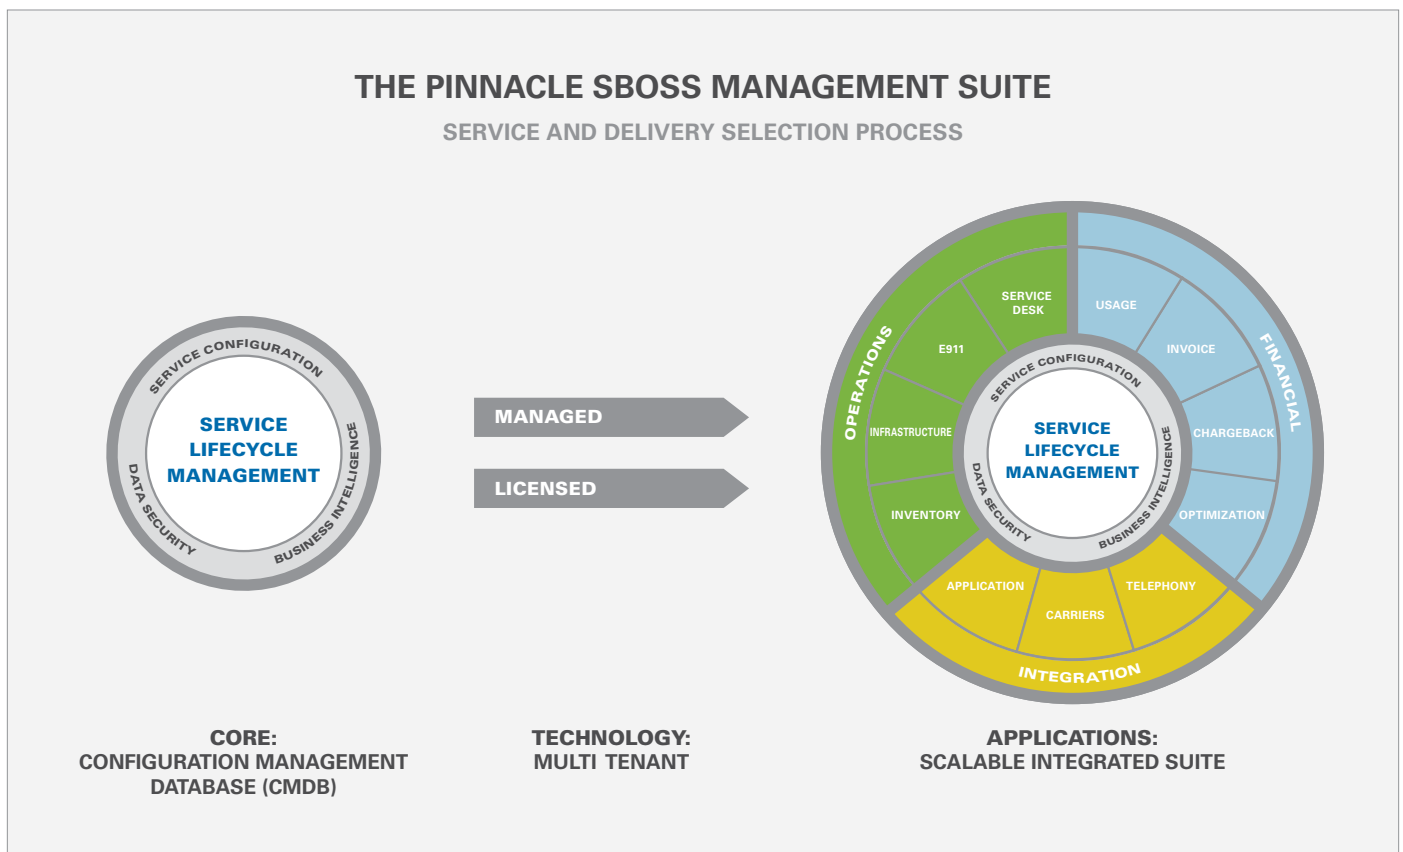 THE PINNACLE SBOSS MANAGEMENT SUITE
SERVICE AND DELIVERY SELECTION PROCESS
SERVICE CONFIGURATION
DATA SECURITY
BUSINESS INTELLIGENCE
SERVICE
LIFECYCLE
MANAGEMENT
MANAGED
LICENSED
OPERATIONS
SERVICE
DESK
E911
INFRASTRUCTURE
INVENTORY
FINANCIAL
USAGE
INVOICE
CHARGEBACK
OPTIMIZATION
SERVICE CONFIGURATION
DATA SECURITY
BUSINESS INTELLIGENCE
SERVICE
LIFECYCLE
MANAGEMENT
APPLICATION
CARRIERS
TELEPHONY
INTEGRATION
CORE:
CONFIGURATION MANAGEMENT
DATABASE (CMDB)
TECHNOLOGY:
MULTI TENANT
APPLICATIONS:
SCALABLE INTEGRATED SUITE